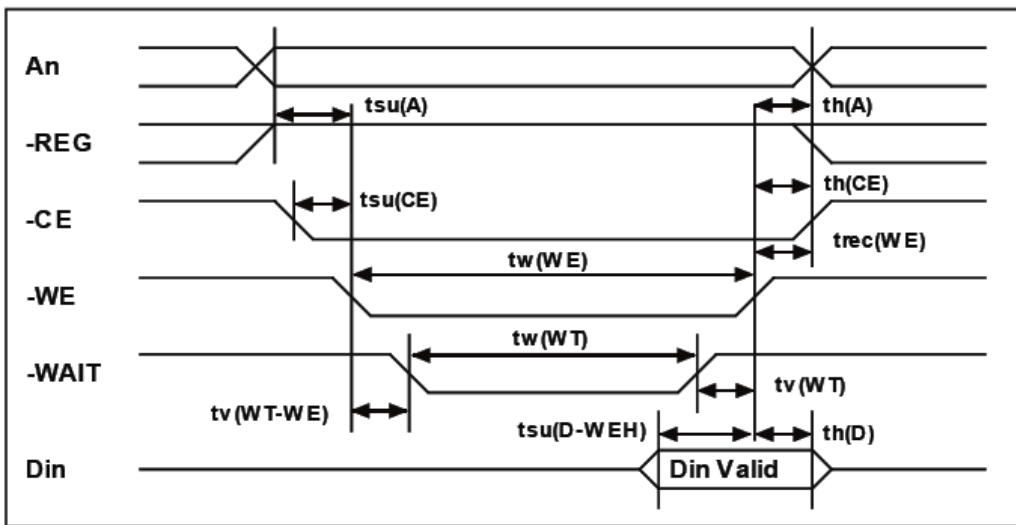 An
tsu(A)
th(A)
-REG
tsu(CE)
th(CE)
-CE
trec(WE)
tw(WE)
-WE
tw(WT)
-WAIT
tv(WT-WE)
tv(WT)
tsu(D-WEH)
th(D)
Din
Din Valid